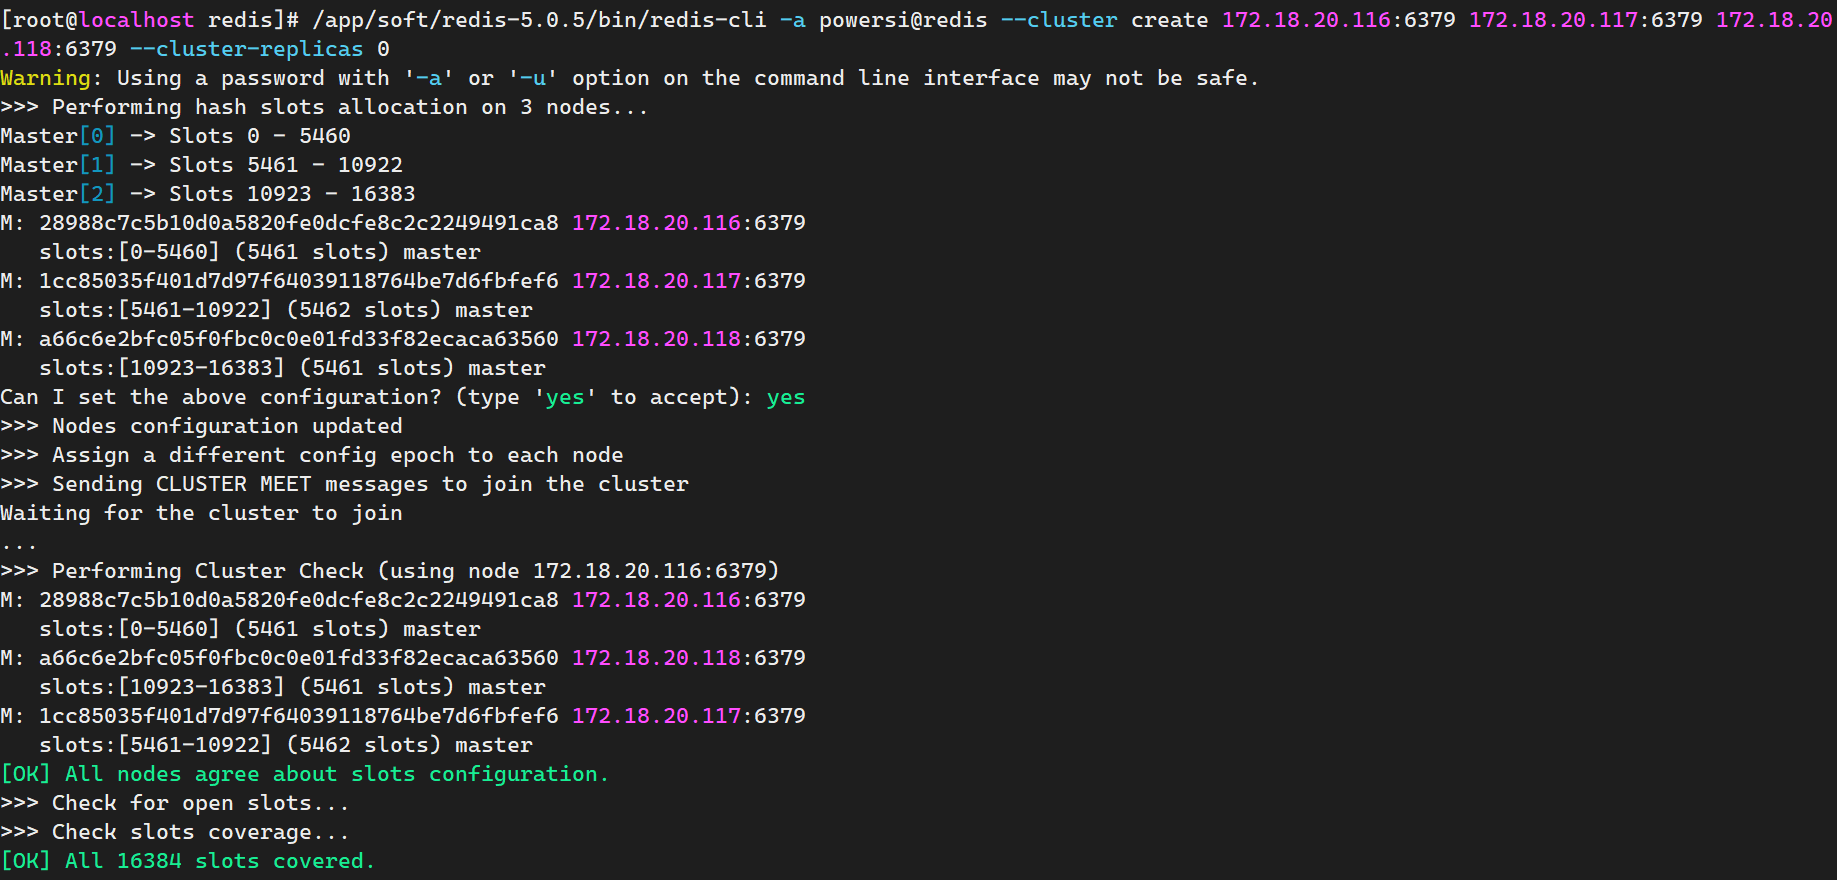 [root@localhost redis]# /app/soft/redis-5.0.5/bin/redis-cli -a powersi@redis --cluster create 172.18.20.116:6379 172.18.20.117:6379 172.18.20
.118:6379 --cluster-replicas 0
Warning: Using a password with '-a' or '-u' option on the command line interface may not be safe.
>>> Performing hash slots allocation on 3 nodes...
Master[0] -> Slots 0 - 5460
Master[1] -> Slots 5461 - 10922
Master[2] -> Slots 10923 - 16383
M: 28988c7c5b10d0a5820fe0dcfe8c2c2249491ca8 172.18.20.116:6379
   slots:[0-5460] (5461 slots) master
M: 1cc85035f401d7d97f64039118764be7d6fbfef6 172.18.20.117:6379
   slots:[5461-10922] (5462 slots) master
M: a66c6e2bfc05f0fbc0c0e01fd33f82ecaca63560 172.18.20.118:6379
   slots:[10923-16383] (5461 slots) master
Can I set the above configuration? (type 'yes' to accept): yes
>>> Nodes configuration updated
>>> Assign a different config epoch to each node
>>> Sending CLUSTER MEET messages to join the cluster
Waiting for the cluster to join
...
>>> Performing Cluster Check (using node 172.18.20.116:6379)
M: 28988c7c5b10d0a5820fe0dcfe8c2c2249491ca8 172.18.20.116:6379
   slots:[0-5460] (5461 slots) master
M: a66c6e2bfc05f0fbc0c0e01fd33f82ecaca63560 172.18.20.118:6379
   slots:[10923-16383] (5461 slots) master
M: 1cc85035f401d7d97f64039118764be7d6fbfef6 172.18.20.117:6379
   slots:[5461-10922] (5462 slots) master
[OK] All nodes agree about slots configuration.
>>> Check for open slots...
>>> Check slots coverage...
[OK] All 16384 slots covered.